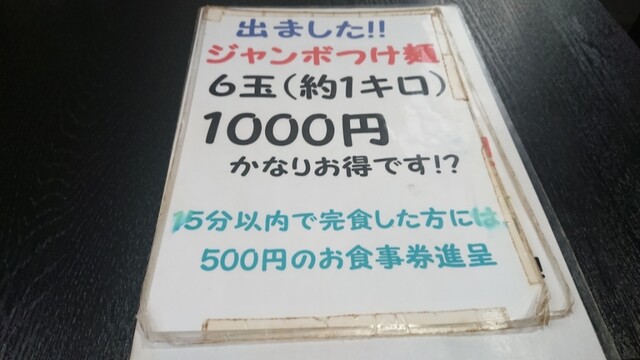 出ました!!
ジャンボつけ麺
6玉(約1キロ)
1000円
かなりお得です!?
15分以内で完食した方には
500円のお食事券進呈